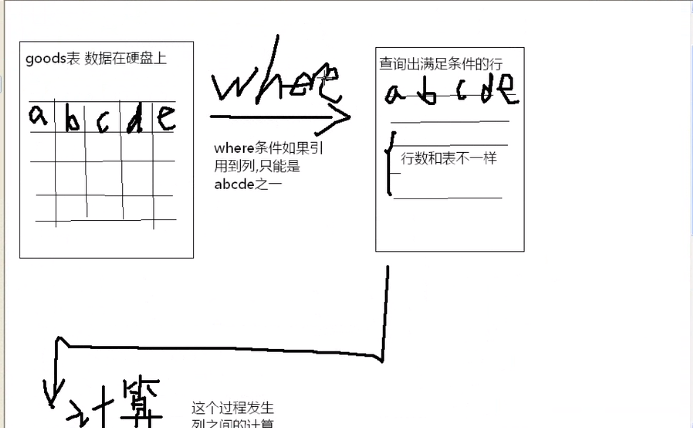 goods表 数据在硬盘上
a b c d e
where
where条件如果引
用到列,只能是
abcde之一
查询出满足条件的行
a b c d e
行数和表不一样
计算
这个过程发生
列之间的计算